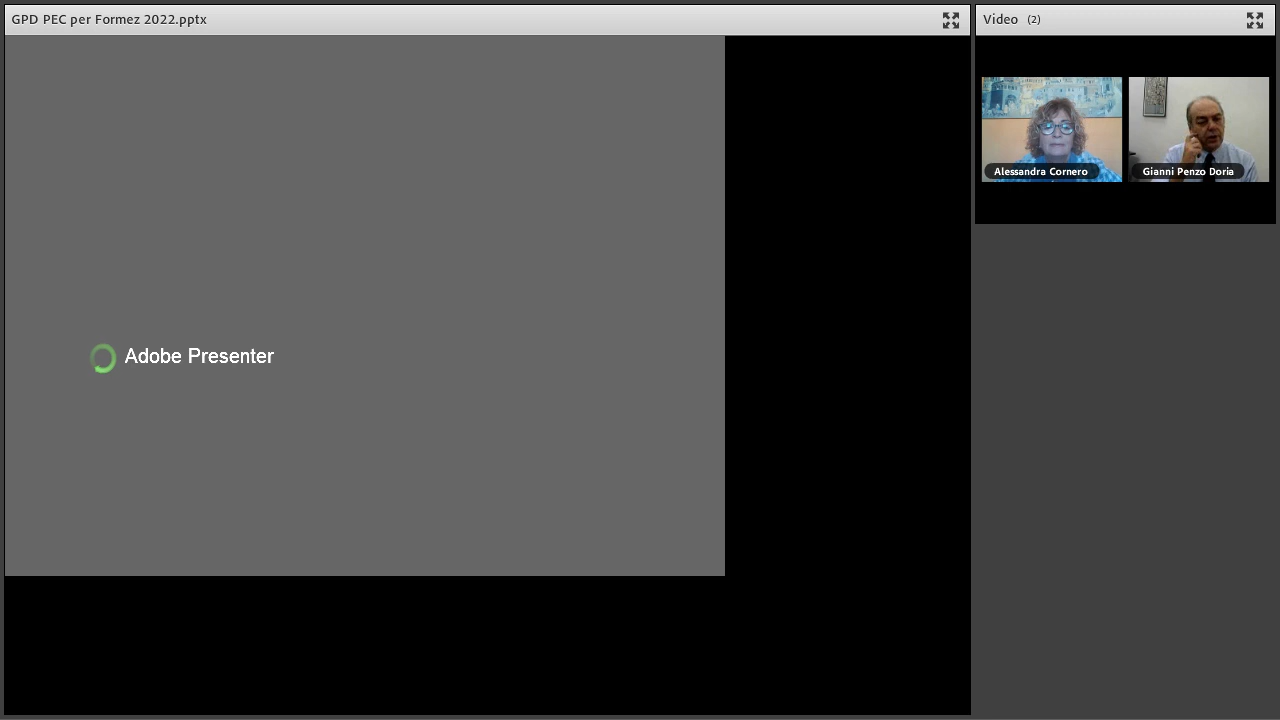 GPD PEC per Formez 2022.pptx
Video (2)
Alessandra Cornero
Gianni Penzo Doria
Adobe Presenter